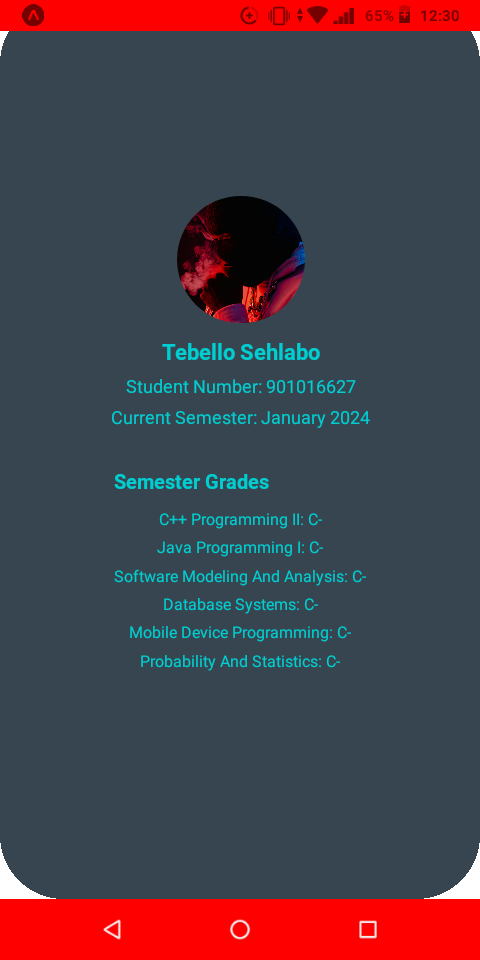 65% 12:30
Tebello Sehlabo
Student Number: 901016627
Current Semester: January 2024
Semester Grades
C++ Programming II: C-
Java Programming I: C-
Software Modeling And Analysis: C-
Database Systems: C-
Mobile Device Programming: C-
Probability And Statistics: C-